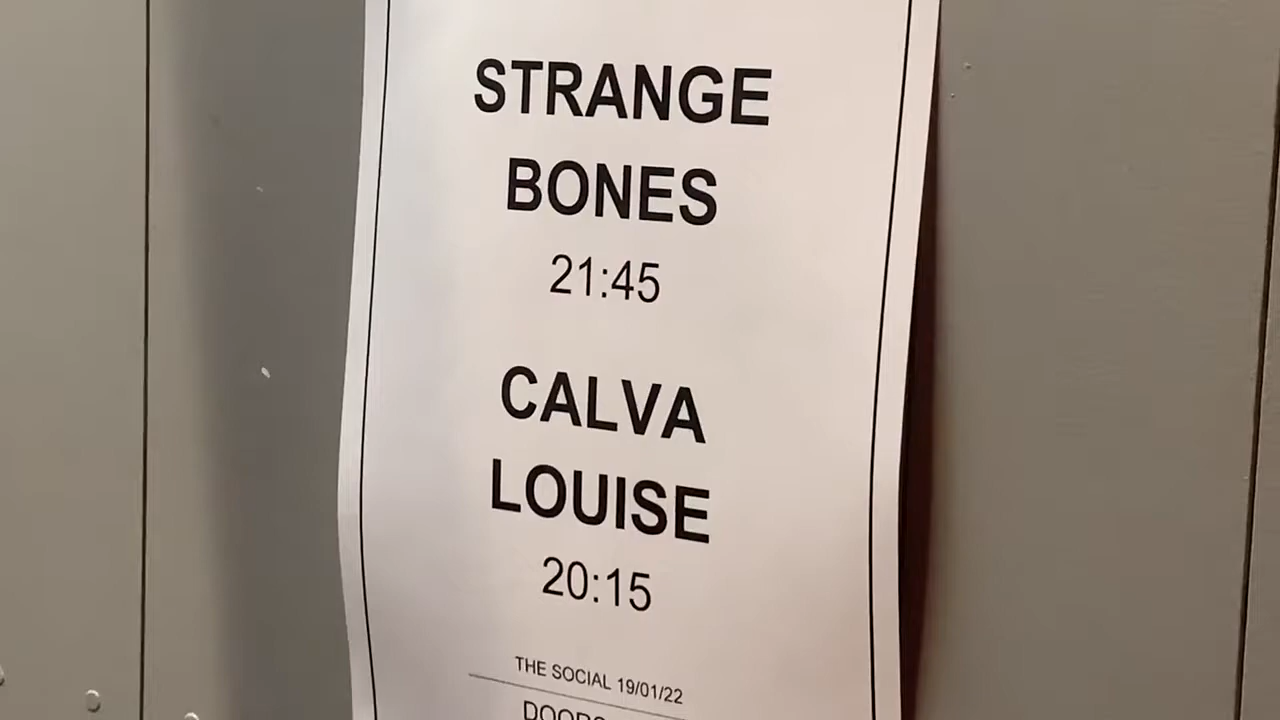 STRANGE
BONES
21:45
CALVA
LOUISE
20:15
THE SOCIAL 19/01/22